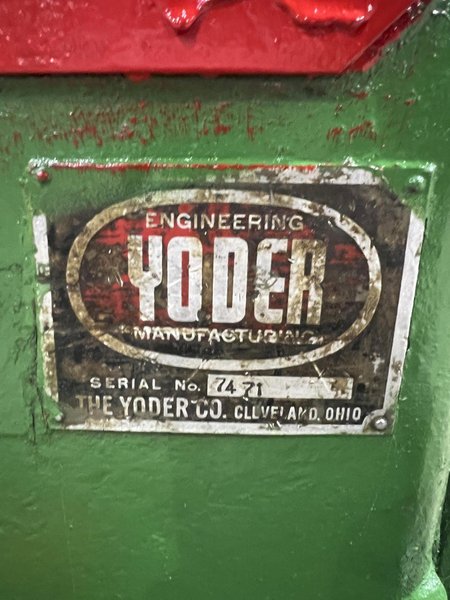 ENGINEERING
YODER
MANUFACTURING
SERIAL No. 7471
THE YODER CO. CLEVELAND, OHIO